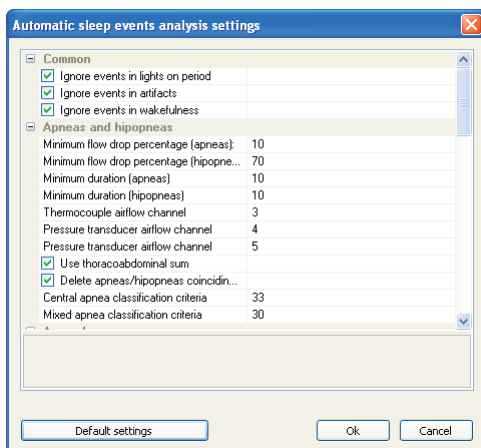 Automatic sleep events analysis settings
Common
Ignore events in lights on period
Ignore events in artifacts
Ignore events in wakefulness
Apneas and hipopneas
Minimum flow drop percentage (apneas): 10
Minimum flow drop percentage (hipopne... 70
Minimum duration (apneas) 10
Minimum duration (hipopneas) 10
Thermocouple airflow channel 3
Pressure transducer airflow channel 4
Pressure transducer airflow channel 5
Use thoracoabdominal sum
Delete apneas/hipopneas coincidin...
Central apnea classification criteria 33
Mixed apnea classification criteria 30
Default settings Ok Cancel